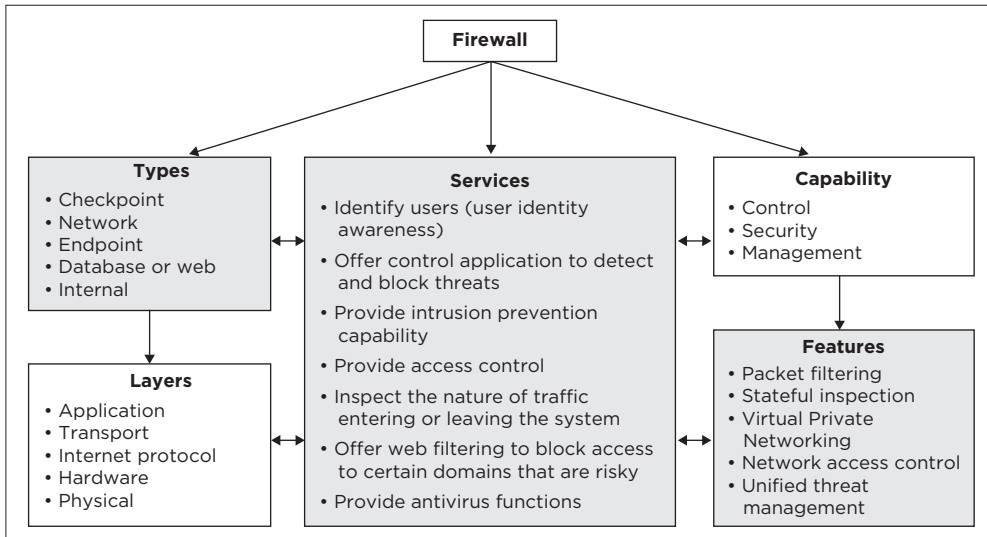 Firewall
Types
• Checkpoint
• Network
• Endpoint
• Database or web
• Internal
Layers
• Application
• Transport
• Internet protocol
• Hardware
• Physical
Services
• Identify users (user identity
awareness)
• Offer control application to detect
and block threats
• Provide intrusion prevention
capability
• Provide access control
• Inspect the nature of traffic
entering or leaving the system
• Offer web filtering to block access
to certain domains that are risky
• Provide antivirus functions
Capability
• Control
• Security
• Management
Features
• Packet filtering
• Stateful inspection
• Virtual Private
Networking
• Network access control
• Unified threat
management